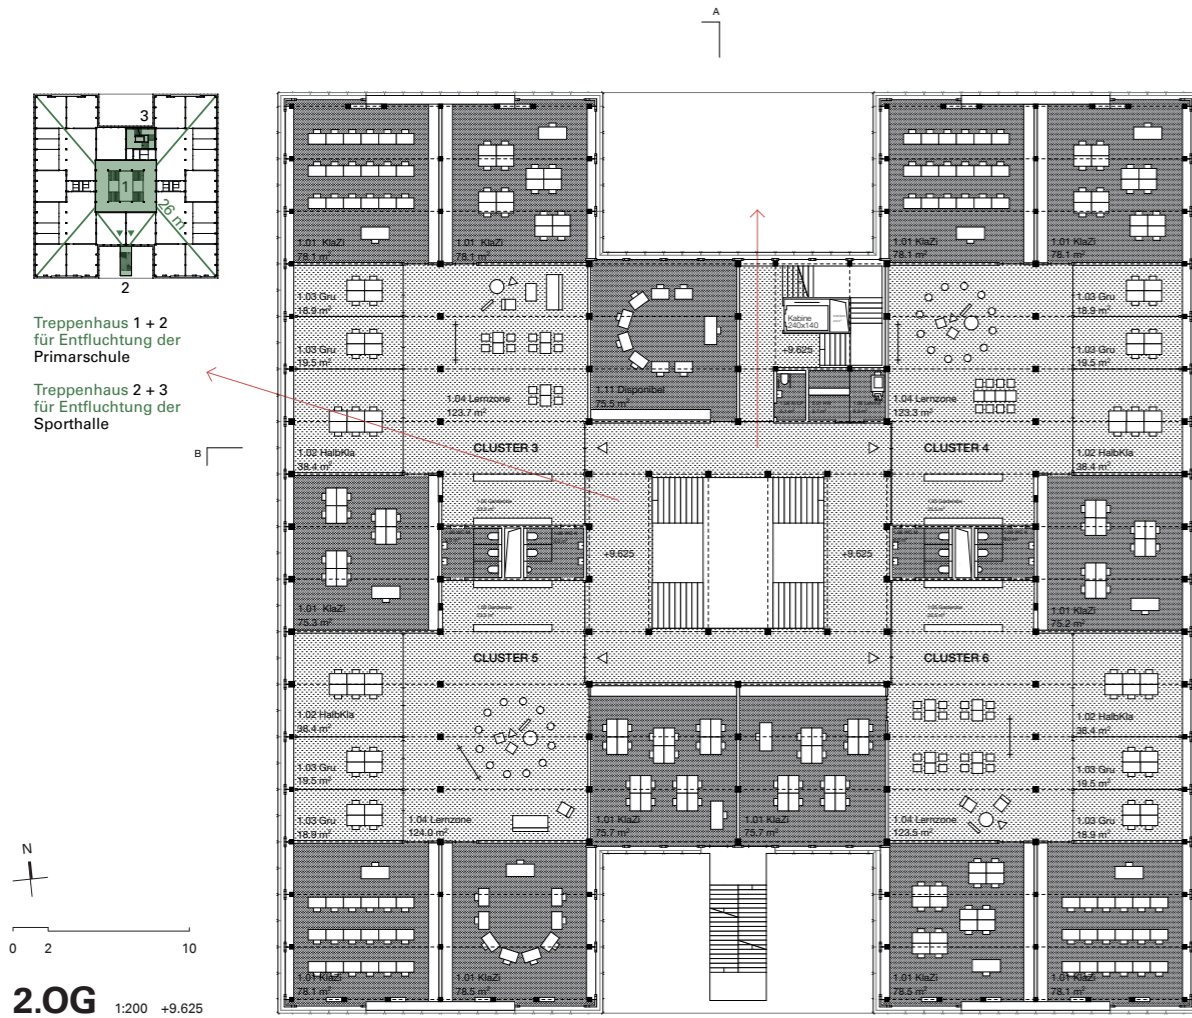 A
3
1
26 m
2
Treppenhaus 1 + 2
für Entfluchtung der
Primarschule
Treppenhaus 2 + 3
für Entfluchtung der
Sporthalle
B
1.01 KlaZi
78.1 m²
1.01 KlaZi
78.1 m²
1.01 KlaZi
78.1 m²
1.01 KlaZi
78.1 m²
1.03 Gru
18.9 m²
1.03 Gru
19.5 m²
1.04 Lernzone
123.7 m²
1.02 HalbKla
38.4 m²
CLUSTER 3
1.11 Disponibel
75.5 m²
Kabine
240x140
+9.625
1.04 Lernzone
123.3 m²
1.03 Gru
18.9 m²
1.03 Gru
19.5 m²
1.02 HalbKla
38.4 m²
CLUSTER 4
+9.625
+9.625
1.01 KlaZi
75.3 m²
1.01 KlaZi
75.2 m²
CLUSTER 5
CLUSTER 6
1.02 HalbKla
38.4 m²
1.03 Gru
19.5 m²
1.03 Gru
18.9 m²
1.04 Lernzone
124.0 m²
1.01 KlaZi
75.7 m²
1.01 KlaZi
75.7 m²
1.04 Lernzone
123.5 m²
1.02 HalbKla
38.4 m²
1.03 Gru
19.5 m²
1.03 Gru
18.9 m²
1.01 KlaZi
78.1 m²
1.01 KlaZi
78.5 m²
1.01 KlaZi
78.5 m²
1.01 KlaZi
78.1 m²
N
0 2 10
2.OG 1:200 +9.625